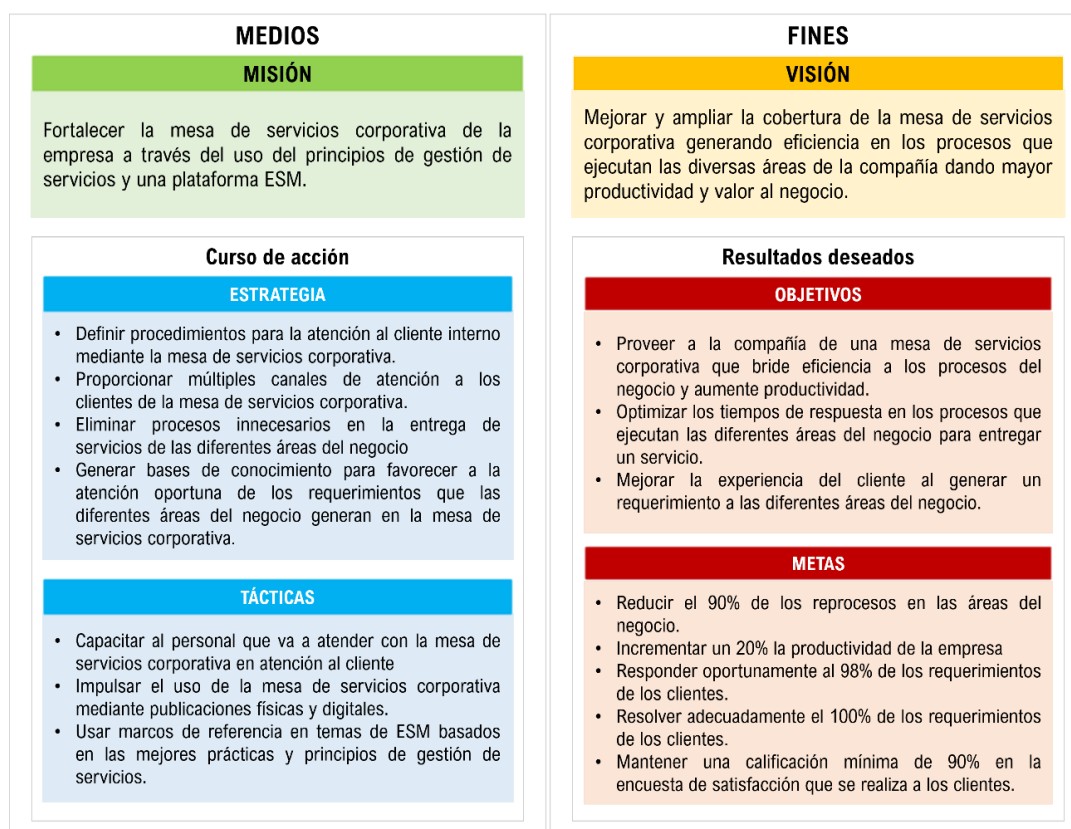 MEDIOS
MISIÓN
Fortalecer la mesa de servicios corporativa de la
empresa a través del uso del principios de gestión de
servicios y una plataforma ESM.
Curso de acción
ESTRATEGIA
• Definir procedimientos para la atención al cliente interno
mediante la mesa de servicios corporativa.
• Proporcionar múltiples canales de atención a los
clientes de la mesa de servicios corporativa.
• Eliminar procesos innecesarios en la entrega de
servicios de las diferentes áreas del negocio
• Generar bases de conocimiento para favorecer a la
atención oportuna de los requerimientos que las
diferentes áreas del negocio generan en la mesa de
servicios corporativa.
TÁCTICAS
• Capacitar al personal que va a atender con la mesa de
servicios corporativa en atención al cliente
• Impulsar el uso de la mesa de servicios corporativa
mediante publicaciones físicas y digitales.
• Usar marcos de referencia en temas de ESM basados
en las mejores prácticas y principios de gestión de
servicios.
FINES
VISIÓN
Mejorar y ampliar la cobertura de la mesa de servicios
corporativa generando eficiencia en los procesos que
ejecutan las diversas áreas de la compañía dando mayor
productividad y valor al negocio.
Resultados deseados
OBJETIVOS
• Proveer a la compañía de una mesa de servicios
corporativa que bride eficiencia a los procesos del
negocio y aumente productividad.
• Optimizar los tiempos de respuesta en los procesos que
ejecutan las diferentes áreas del negocio para entregar
un servicio.
• Mejorar la experiencia del cliente al generar un
requerimiento a las diferentes áreas del negocio.
METAS
• Reducir el 90% de los reprocesos en las áreas del
negocio.
• Incrementar un 20% la productividad de la empresa
• Responder oportunamente al 98% de los requerimientos
de los clientes.
• Resolver adecuadamente el 100% de los requerimientos
de los clientes.
• Mantener una calificación mínima de 90% en la
encuesta de satisfacción que se realiza a los clientes.